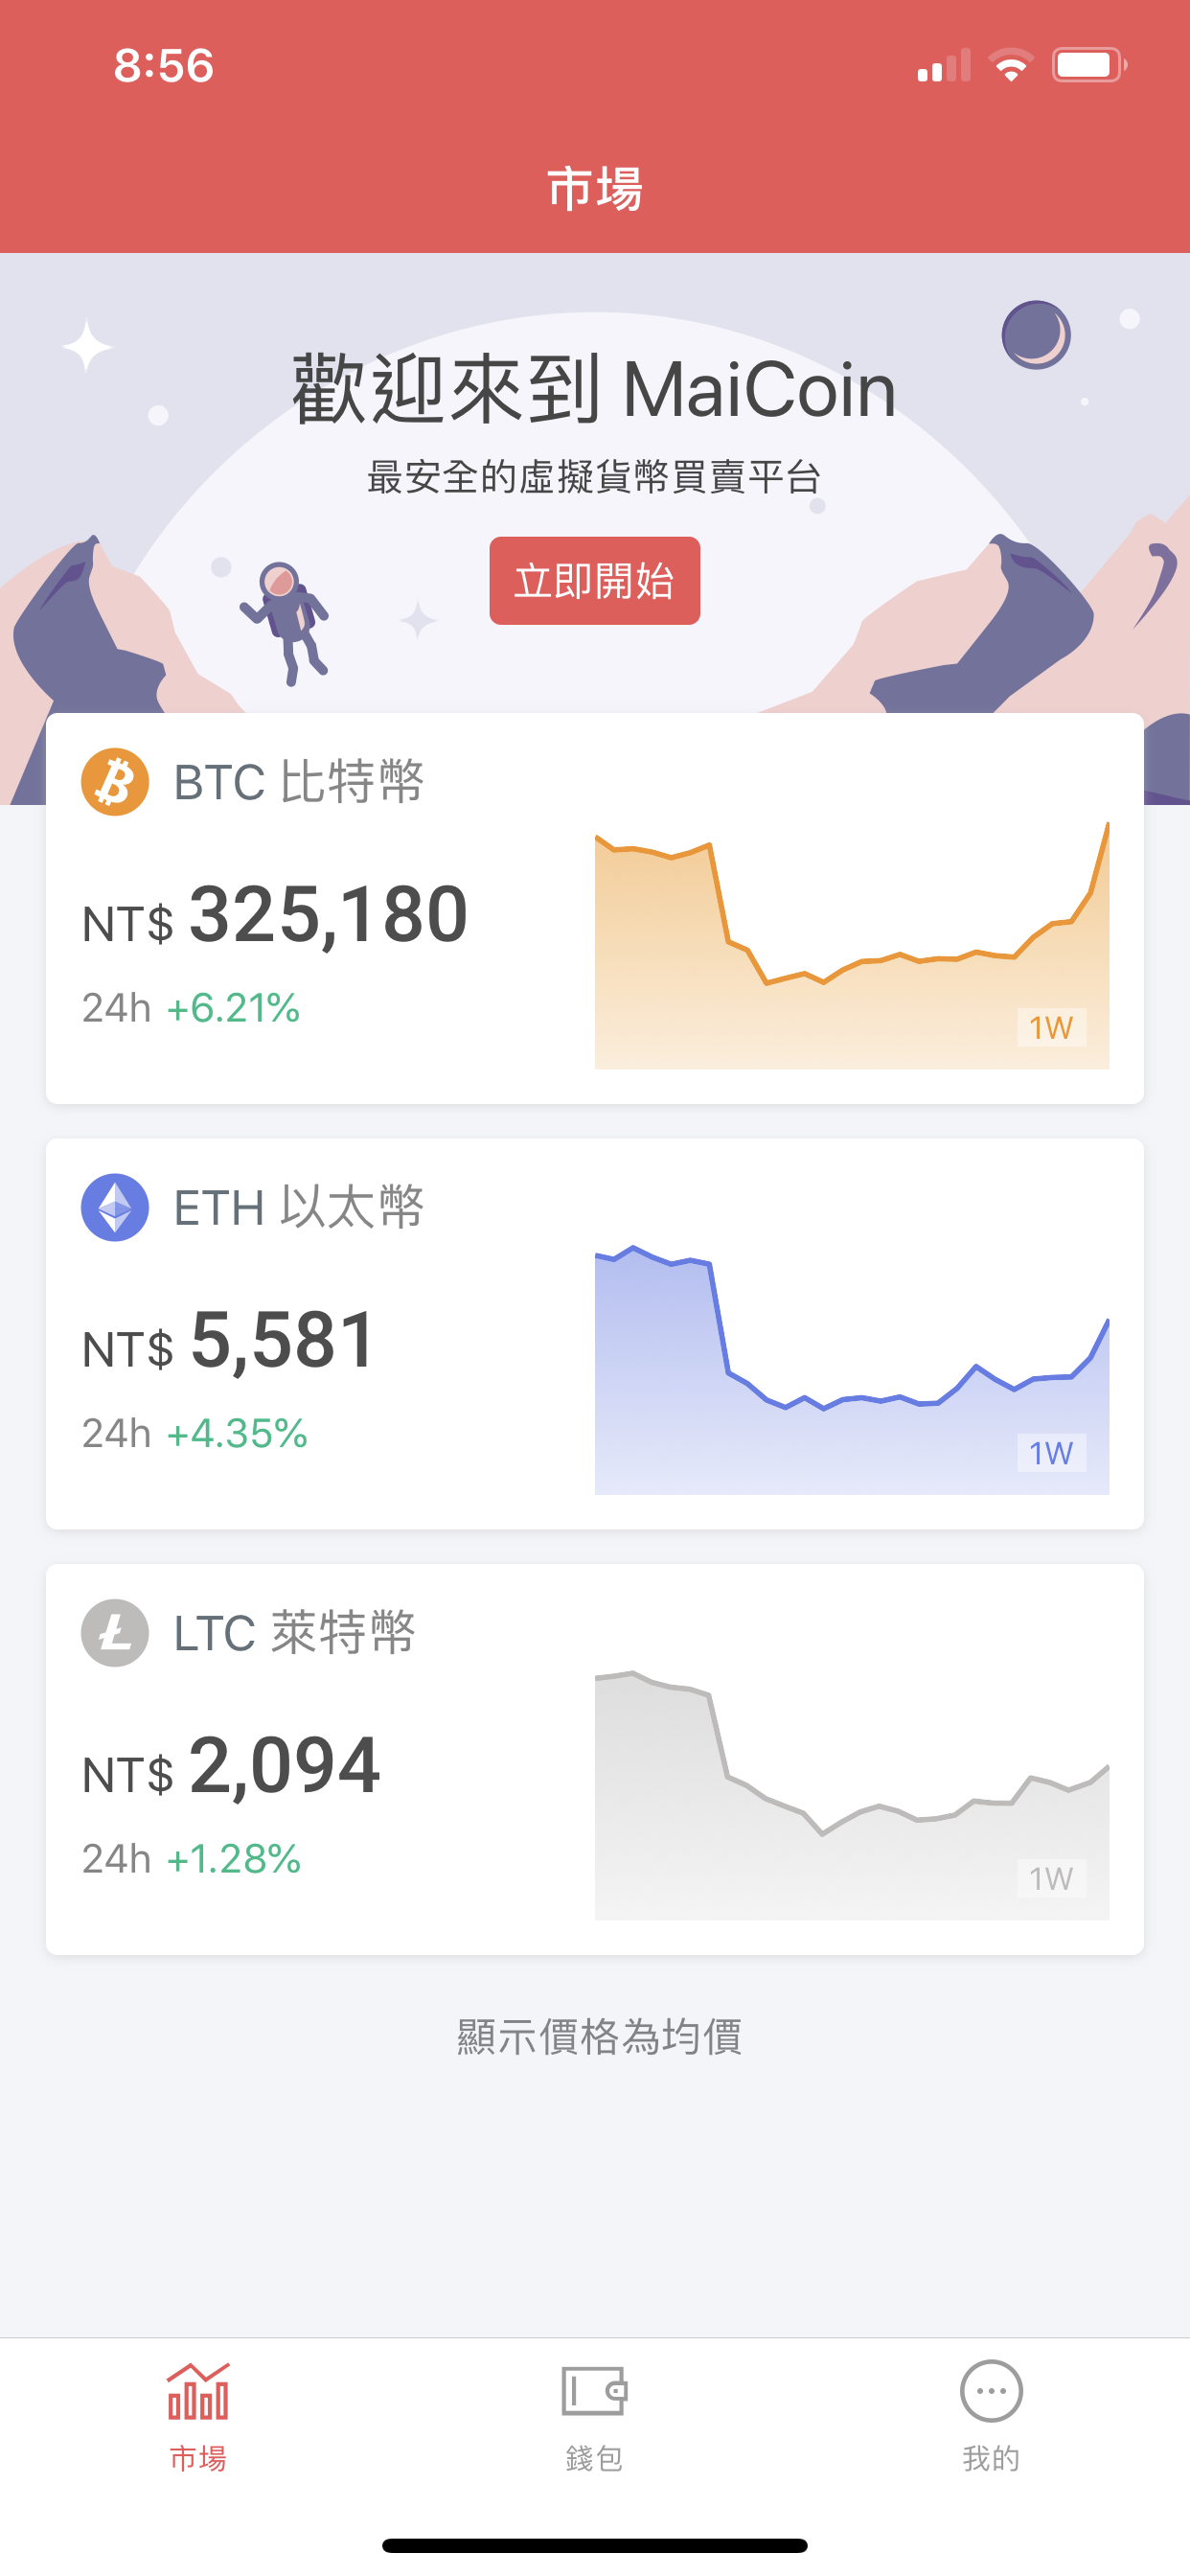 8:56
市場
歡迎來到 MaiCoin
最安全的虛擬貨幣買賣平台
立即開始
BTC 比特幣
NT$ 325,180
24h +6.21%
1W
ETH 以太幣
NT$ 5,581
24h +4.35%
1W
LTC 萊特幣
NT$ 2,094
24h +1.28%
1W
顯示價格為均價
市場
錢包
我的